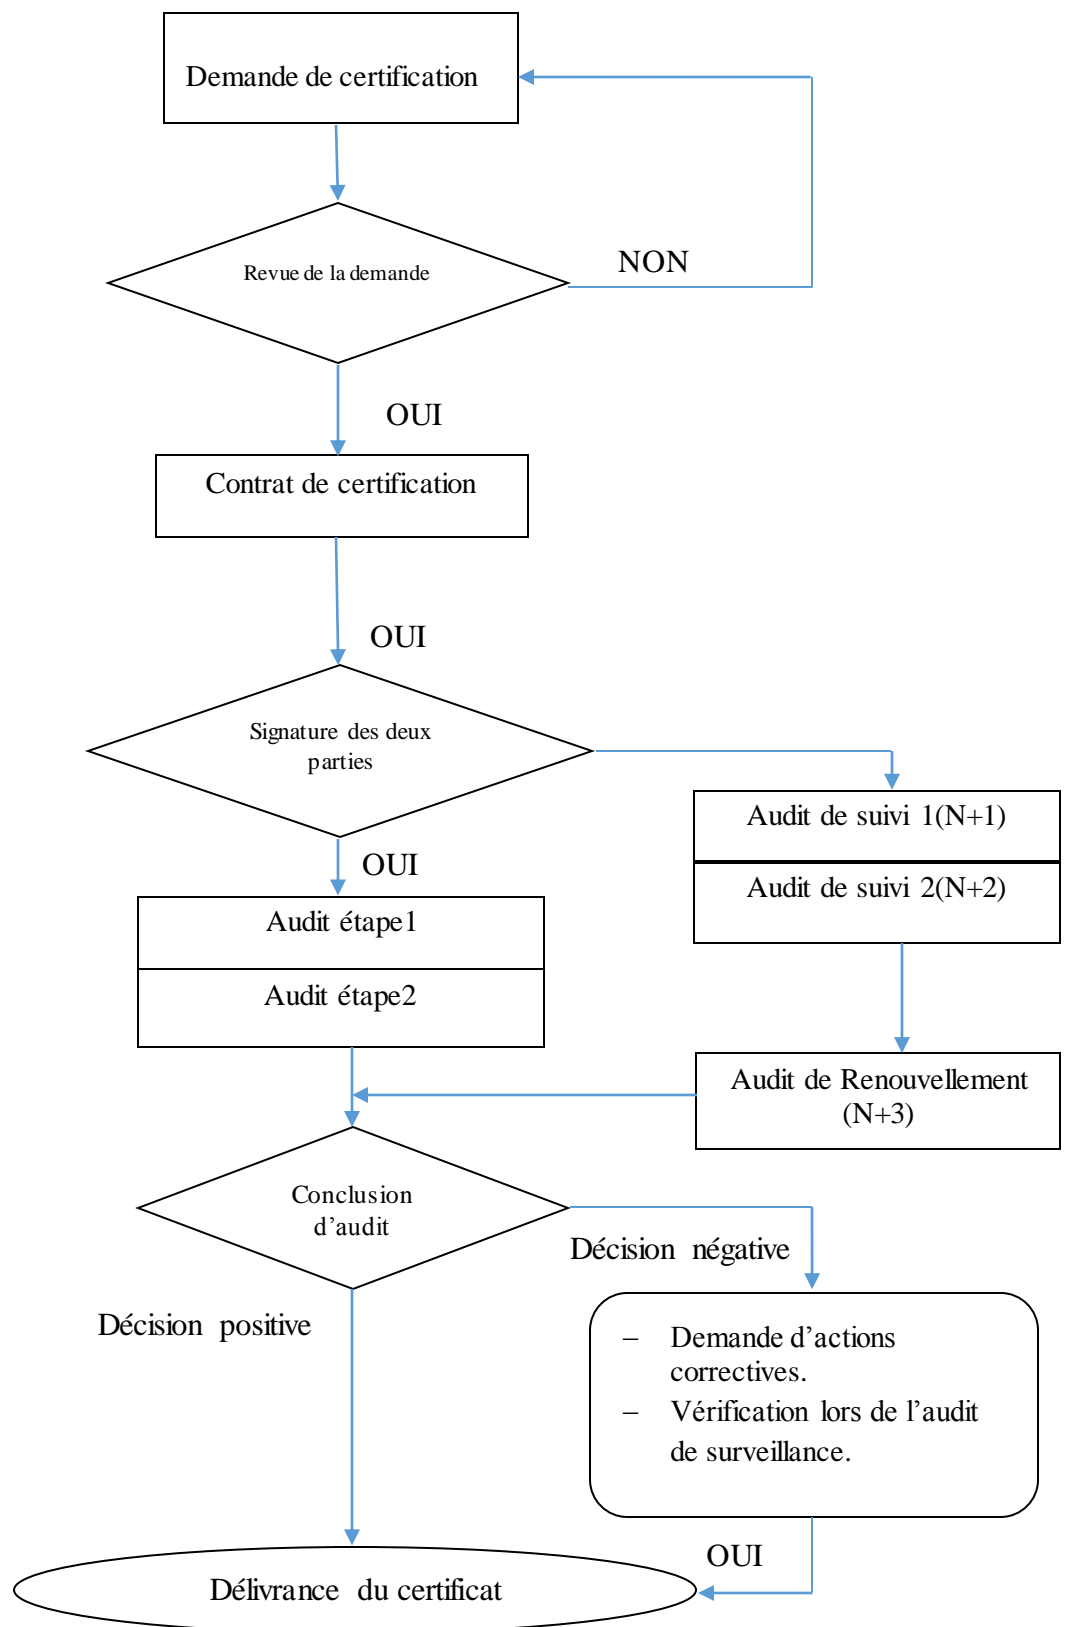 Demande de certification
Revue de la demande
NON
OUI
Contrat de certification
OUI
Signature des deux
parties
OUI
Audit de suivi 1(N+1)
Audit de suivi 2(N+2)
Audit étape1
Audit étape2
Audit de Renouvellement
(N+3)
Conclusion
d’audit
Décision négative
Décision positive
– Demande d’actions
correctives.
– Vérification lors de l’audit
de surveillance.
OUI
Délivrance du certificat